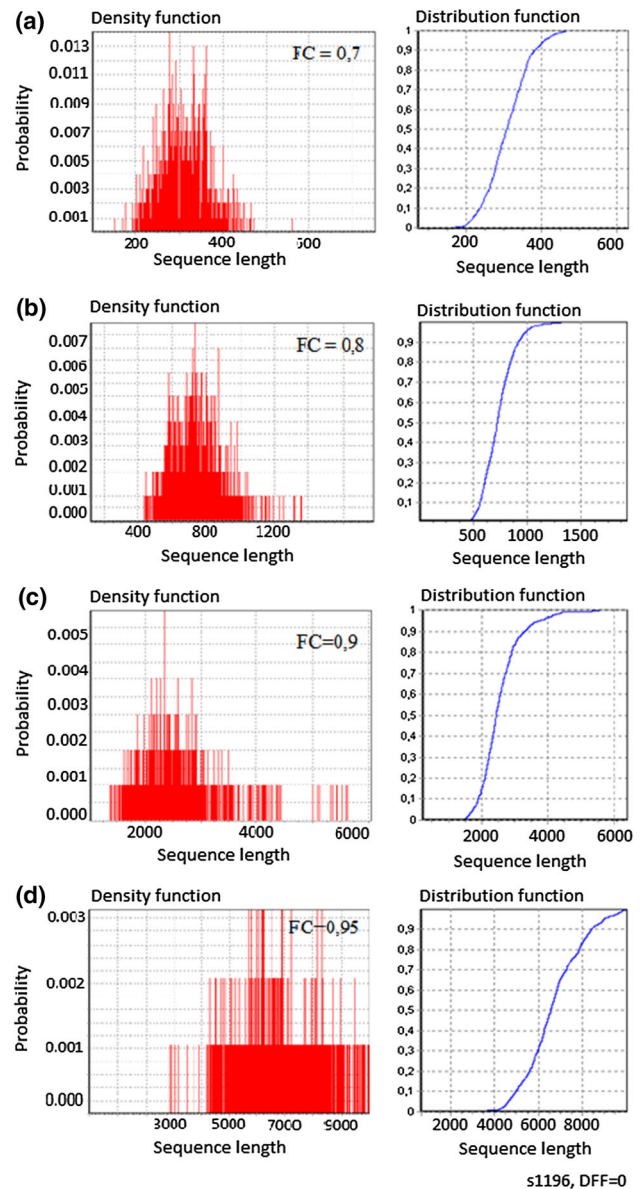 (a)
Density function
Distribution function
FC = 0,7
Probability
0.013
0.011
0.009
0.007
0.005
0.003
0.001
200 400 600
Sequence length
1
0,9
0,8
0,7
0,6
0,5
0,4
0,3
0,2
0,1
0
200 400 600
Sequence length
(b)
Density function
Distribution function
FC = 0,8
Probability
0.007
0.006
0.005
0.004
0.003
0.002
0.001
0.000
400 800 1200
Sequence length
0,9
0,8
0,7
0,6
0,5
0,4
0,3
0,2
0,1
500 1000 1500
Sequence length
(c)
Density function
Distribution function
FC=0,9
Probability
0.005
0.004
0.003
0.002
0.001
0.000
2000 4000 6000
Sequence length
1
0,9
0,8
0,7
0,6
0,5
0,4
0,3
0,2
0,1
0
2000 4000 6000
Sequence length
(d)
Density function
Distribution function
FC=0,95
Probability
0.003
0.002
0.001
0.000
3000 5000 7000 9000
Sequence length
1
0,9
0,8
0,7
0,6
0,5
0,4
0,3
0,2
0,1
0
2000 4000 6000 8000
Sequence length
s1196, DFF=0